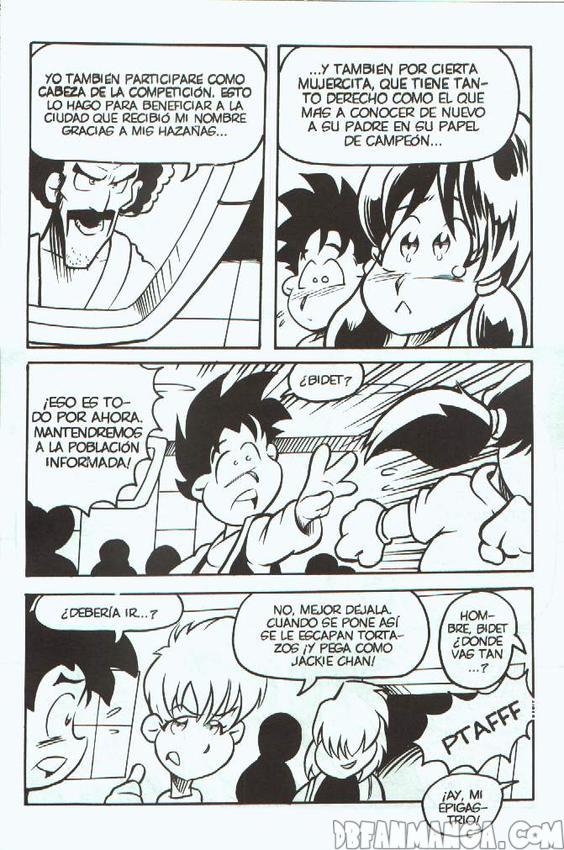 YO TAMBIEN PARTICIPARE COMO
CABEZA DE LA COMPETICIÓN. ESTO
LO HAGO PARA BENEFICIAR A LA
CIUDAD QUE RECIBIÓ MI NOMBRE
GRACIAS A MIS HAZAÑAS...
...Y TAMBIEN POR CIERTA
MUJERCITA, QUE TIENE TAN-
TO DERECHO COMO EL QUE
MAS A CONOCER DE NUEVO
A SU PADRE EN SU PAPEL
DE CAMPEÓN...
¡ESO ES TO-
DO POR AHORA.
MANTENDREMOS
A LA POBLACIÓN
INFORMADA!
¿BIDET?
¿DEBERÍA IR...?
NO, MEJOR DEJALA.
CUANDO SE PONE ASÍ
SE LE ESCAPAN TORTA-
ZOS ¡Y PEGA COMO
JACKIE CHAN!
HOM-
BRE, BIDET
¿DONDE
VAS TAN
...?
PTAFFF
¡AY, MI
EPIGAS-
TRIO!
DBFANMANGA.COM